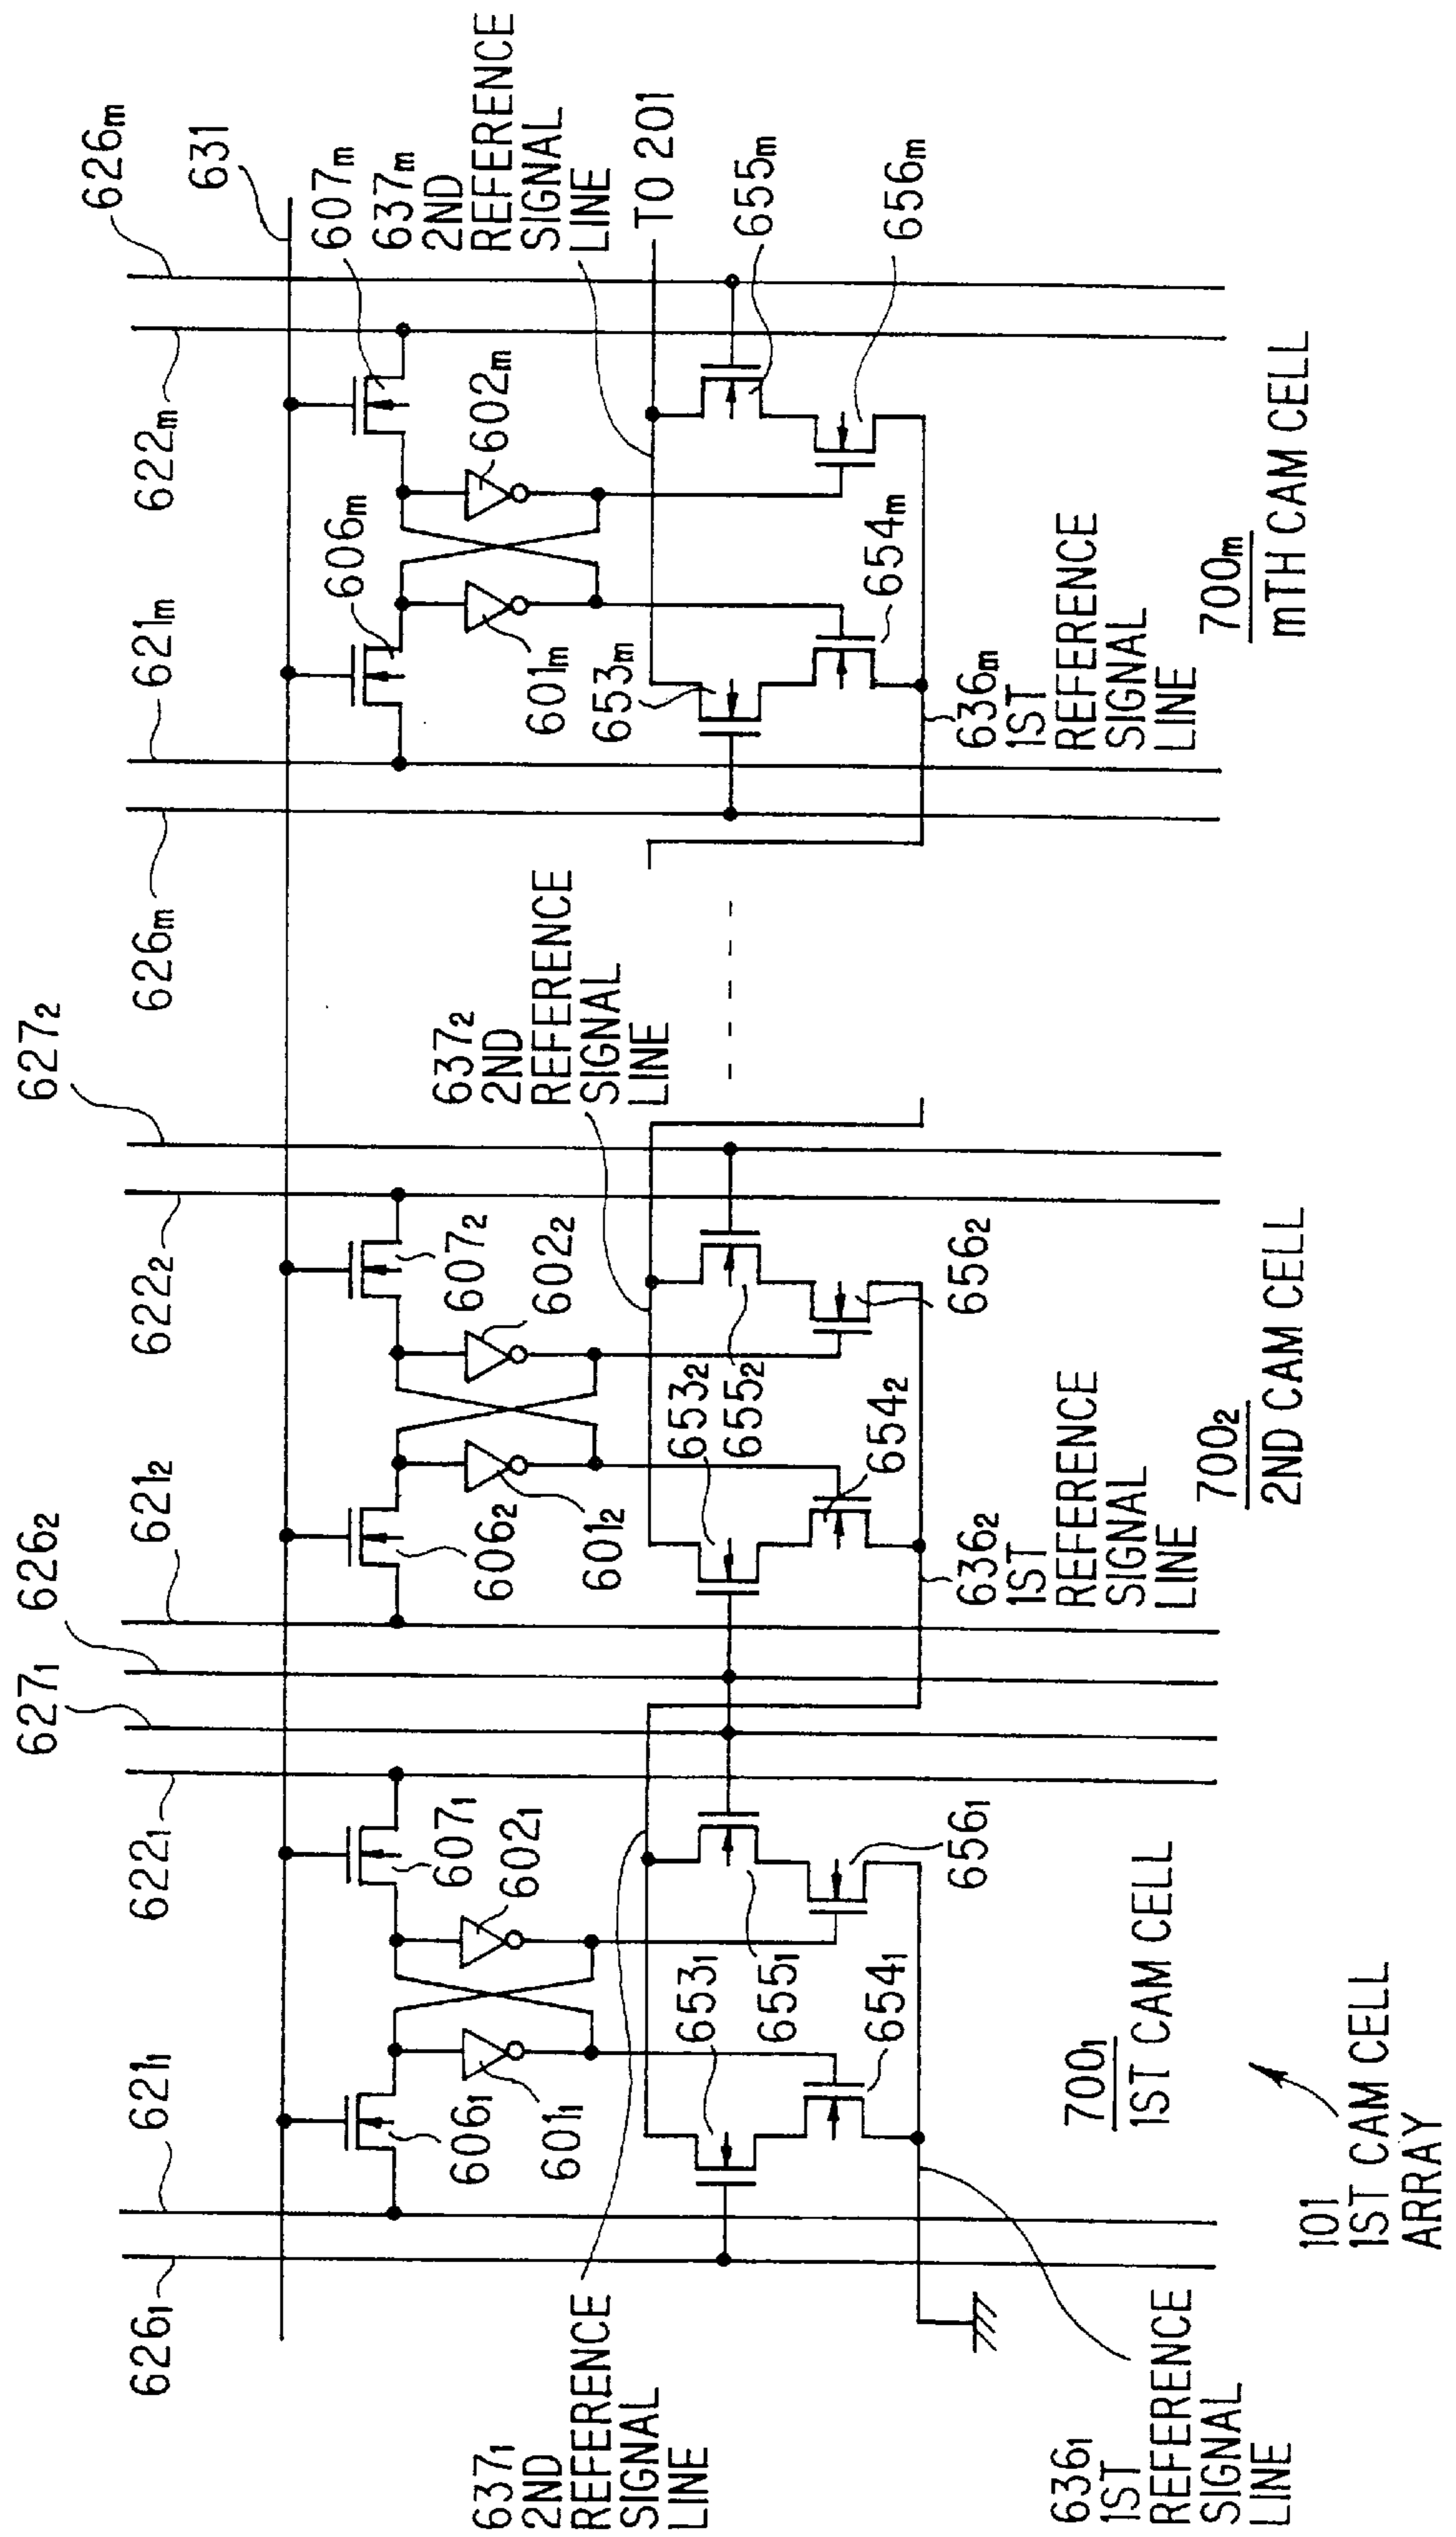 626₁
621₁
622₁
627₁
626₂
621₂
622₂
627₂
626m
621m
622m
626m
631
606₁
607₁
606₂
607₂
606m
607m
601₁
602₁
601₂
602₂
601m
602m
637₁
2ND
REFERENCE
SIGNAL
LINE
637₂
2ND
REFERENCE
SIGNAL
LINE
637m
2ND
REFERENCE
SIGNAL
LINE
TO 201
653₁
655₁
653₂
655₂
653m
655m
654₁
656₁
654₂
656₂
654m
656m
636₁
1ST
REFERENCE
SIGNAL
LINE
636₂
1ST
REFERENCE
SIGNAL
LINE
636m
1ST
REFERENCE
SIGNAL
LINE
700₁
1ST CAM CELL
700₂
2ND CAM CELL
700m
mTH CAM CELL
101
1ST CAM CELL
ARRAY